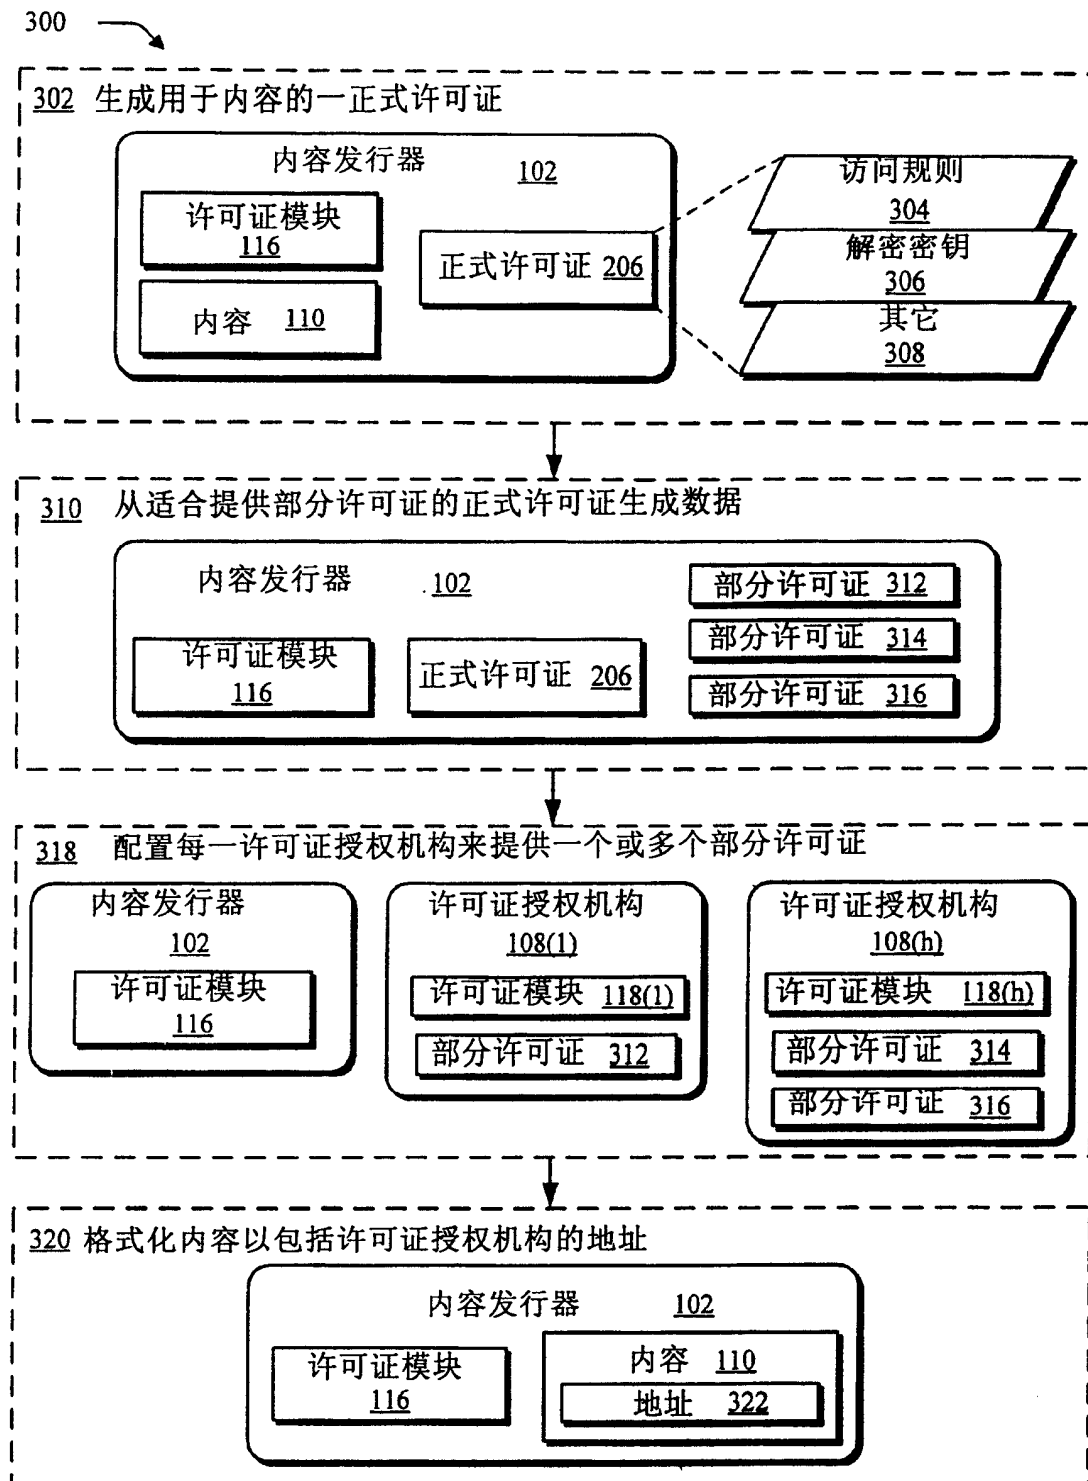 300
302 生成用于内容的一正式许可证
内容发行器 102
许可证模块
116
内容 110
正式许可证 206
访问规则
304
解密密钥
306
其它
308
310 从适合提供部分许可证的正式许可证生成数据
内容发行器 102
许可证模块
116
正式许可证 206
部分许可证 312
部分许可证 314
部分许可证 316
318 配置每一许可证授权机构来提供一个或多个部分许可证
内容发行器
102
许可证模块
116
许可证授权机构
108(1)
许可证模块 118(1)
部分许可证 312
许可证授权机构
108(h)
许可证模块 118(h)
部分许可证 314
部分许可证 316
320 格式化内容以包括许可证授权机构的地址
内容发行器 102
许可证模块
116
内容 110
地址 322